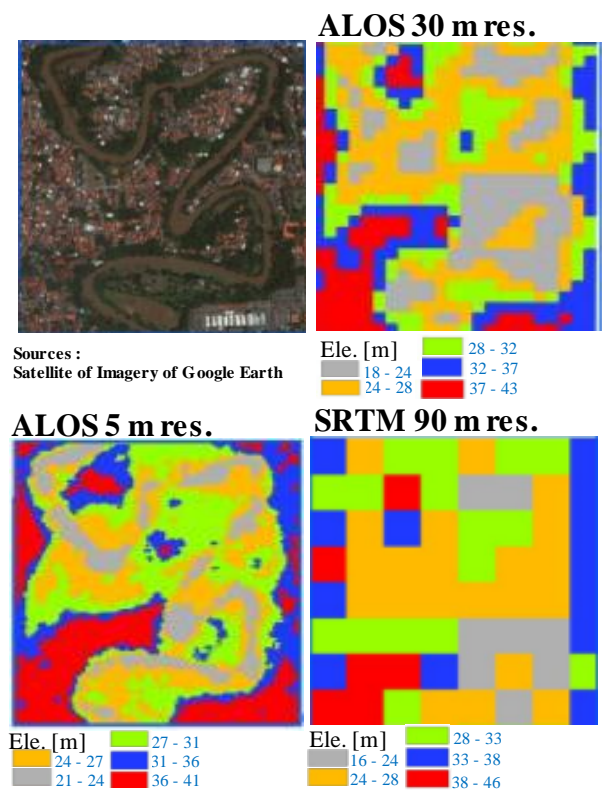 ALOS 30 m res.
Sources :
Satellite of Imagery of Google Earth
Ele. [m]
18 - 24
24 - 28
28 - 32
32 - 37
37 - 43
ALOS 5 m res.
SRTM 90 m res.
Ele. [m]
24 - 27
21 - 24
27 - 31
31 - 36
36 - 41
Ele. [m]
16 - 24
24 - 28
28 - 33
33 - 38
38 - 46